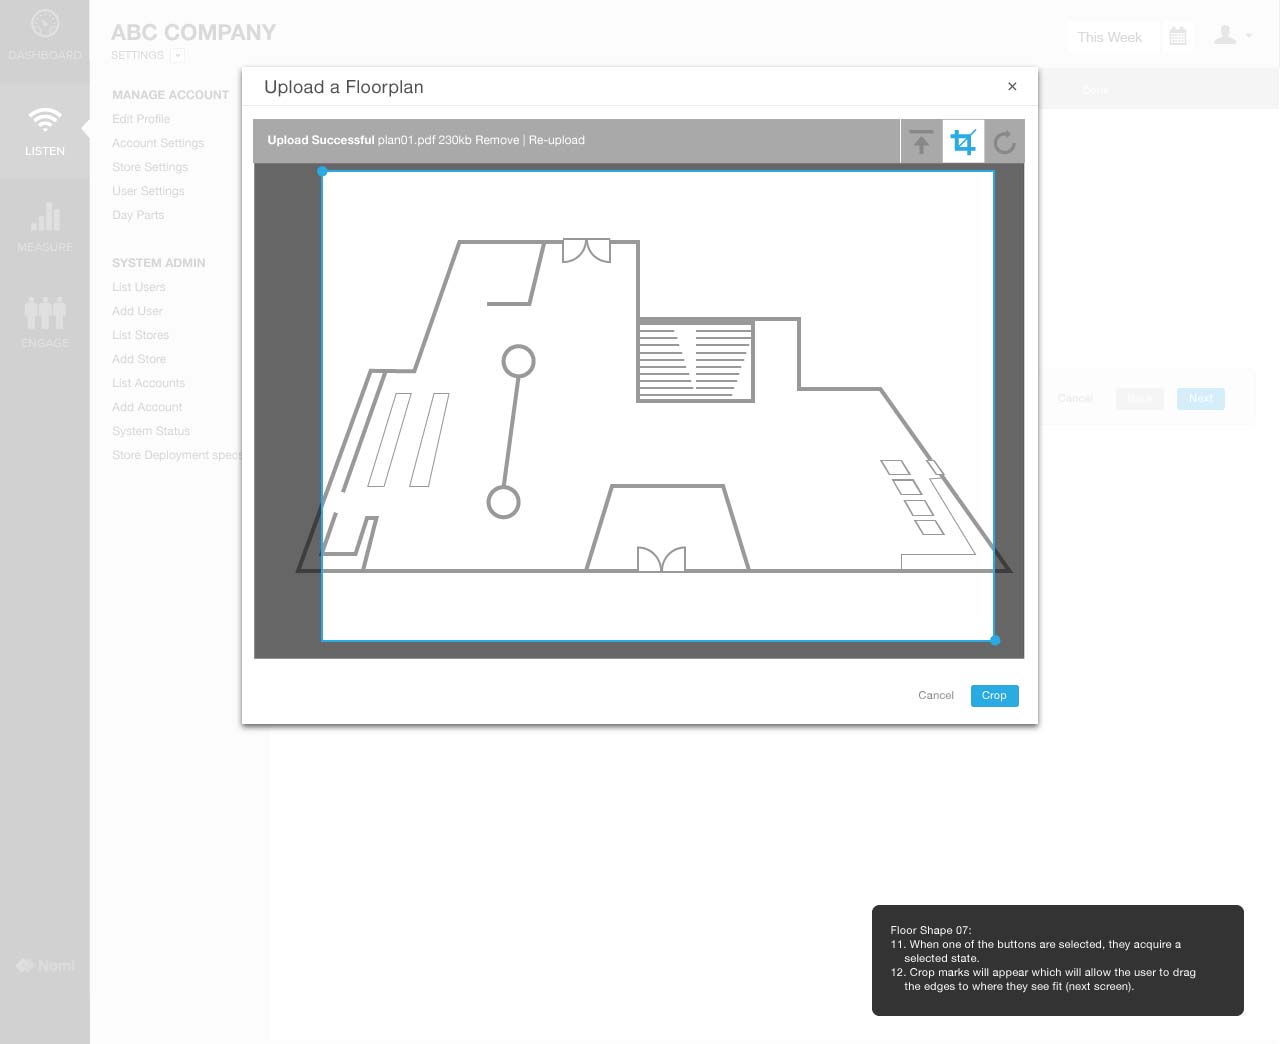 DASHBOARD
LISTEN
MEASURE
ENGAGE
Nomi
ABC COMPANY
SETTINGS
This Week
Done
MANAGE ACCOUNT
Edit Profile
Account Settings
Store Settings
User Settings
Day Parts
SYSTEM ADMIN
List Users
Add User
List Stores
Add Store
List Accounts
Add Account
System Status
Store Deployment specs
Upload a Floorplan
×
Upload Successful plan01.pdf 230kb Remove | Re-upload
Cancel
Crop
Cancel
Back
Next
Floor Shape 07:
11. When one of the buttons are selected, they acquire a
selected state.
12. Crop marks will appear which will allow the user to drag
the edges to where they see fit (next screen).